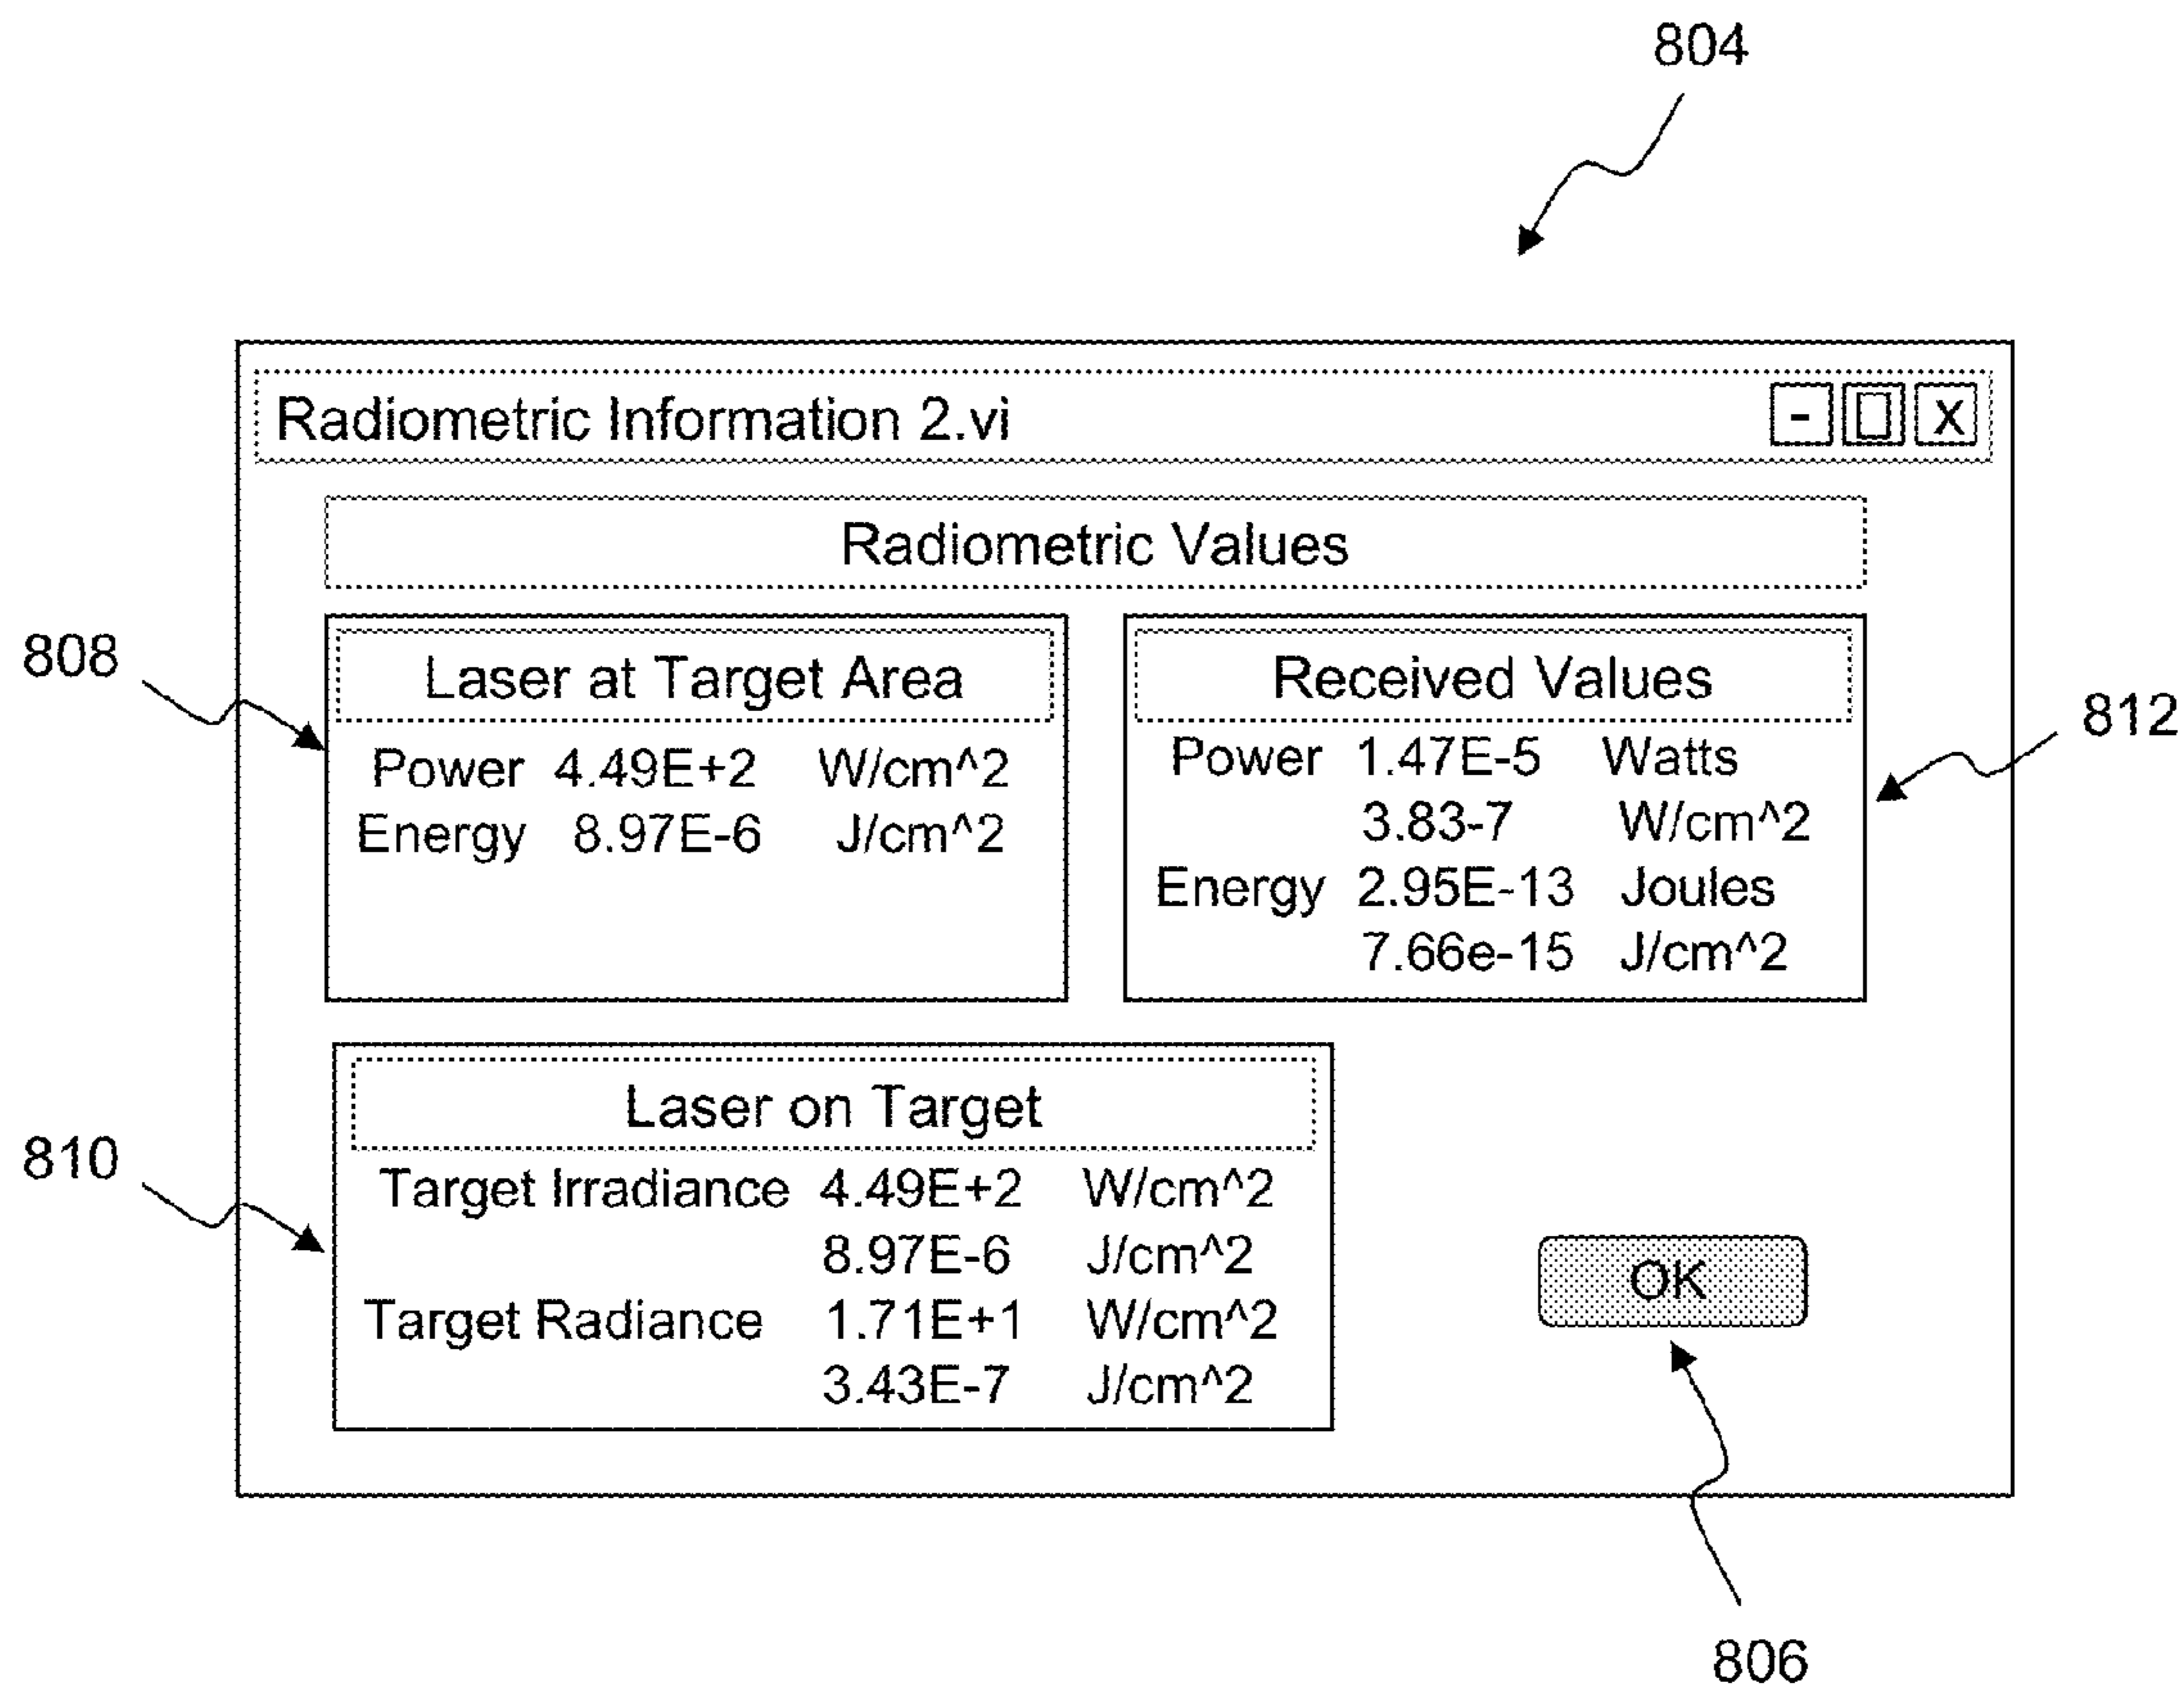 804
Radiometric Information 2.vi - X
Radiometric Values
808
Laser at Target Area
Power 4.49E+2 W/cm^2
Energy 8.97E-6 J/cm^2
Received Values
Power 1.47E-5 Watts
3.83-7 W/cm^2
Energy 2.95E-13 Joules
7.66e-15 J/cm^2
812
810
Laser on Target
Target Irradiance 4.49E+2 W/cm^2
8.97E-6 J/cm^2
Target Radiance 1.71E+1 W/cm^2
3.43E-7 J/cm^2
OK
806